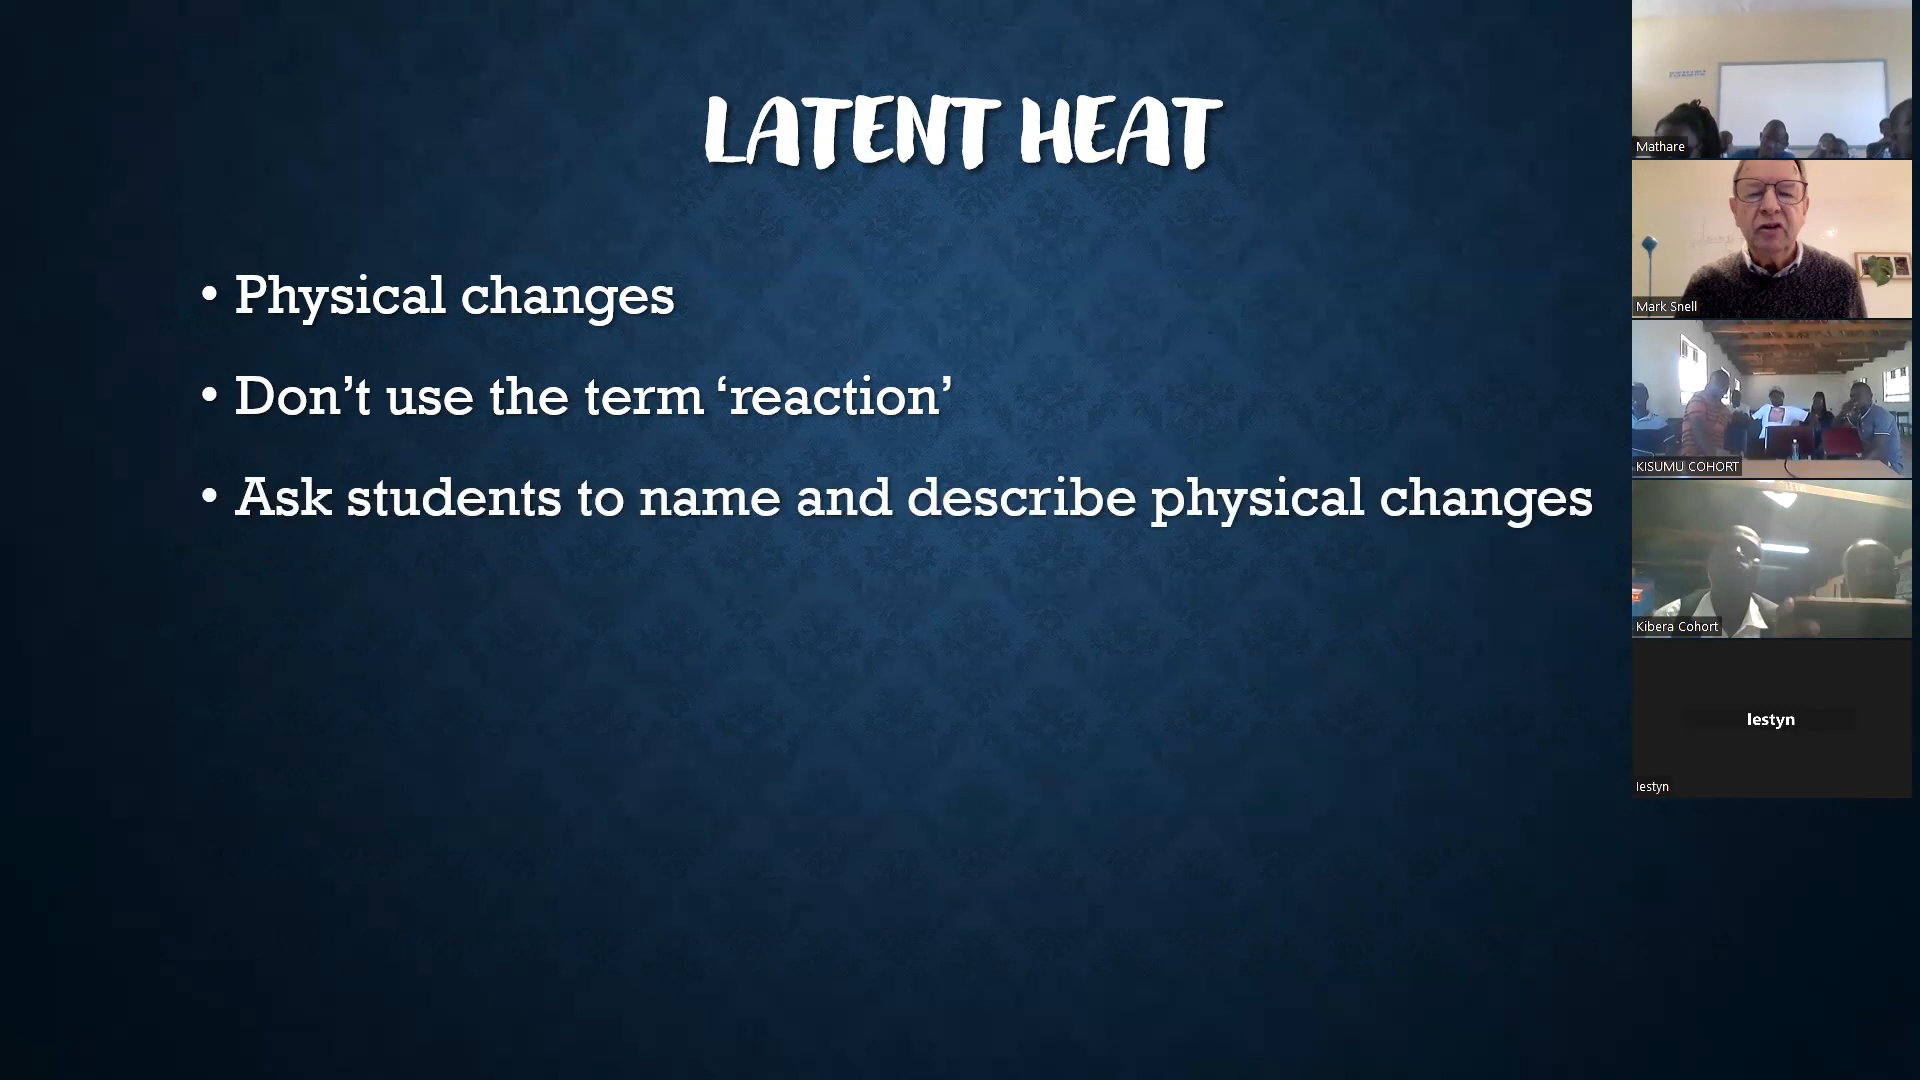 LATENT HEAT
• Physical changes
• Don’t use the term ‘reaction’
• Ask students to name and describe physical changes
Mathare
Mark Snell
KISUMU COHORT
Kibera Cohort
Iestyn
Iestyn